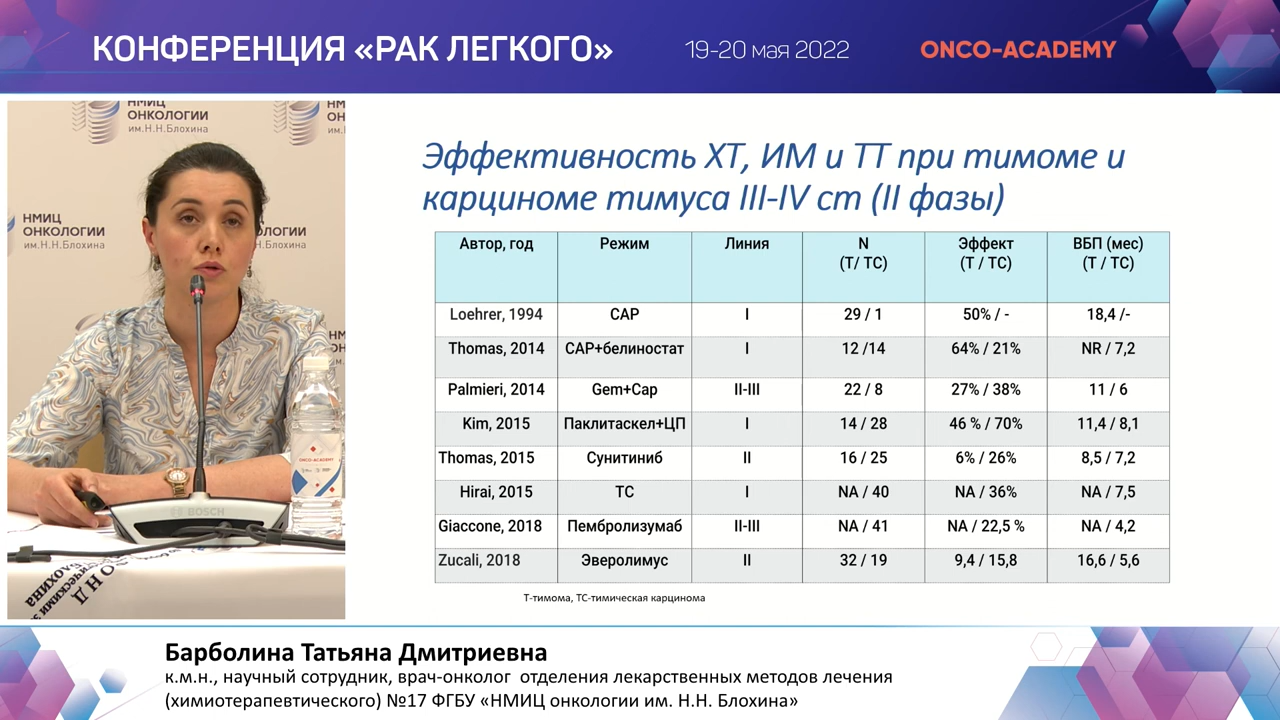 КОНФЕРЕНЦИЯ «РАК ЛЕГКОГО» 19-20 мая 2022 ONCO-ACADEMY
НМИЦ
ОНКОЛОГИИ
им.Н.Н.Блохина
НМИЦ
ОНКОЛОГИИ
им.Н.Н.Блохина
ОНКОЛОГИИ
им.Н.Н.Блохина
ONCO-ACADEMY
BOSCH
БЛОХИНА
Эффективность ХТ, ИМ и ТТ при тимоме и
карциноме тимуса III-IV ст (II фазы)
Автор, год Режим Линия N Эффект ВБП (мес)
(Т/ ТС) (Т / ТС) (Т / ТС)
Loehrer, 1994 CAP I 29 / 1 50% / - 18,4 /-
Thomas, 2014 CAP+белиностат I 12 /14 64% / 21% NR / 7,2
Palmieri, 2014 Gem+Cap II-III 22 / 8 27% / 38% 11 / 6
Kim, 2015 Паклитаскел+ЦП I 14 / 28 46 % / 70% 11,4 / 8,1
Thomas, 2015 Сунитиниб II 16 / 25 6% / 26% 8,5 / 7,2
Hirai, 2015 ТС I NA / 40 NA / 36% NA / 7,5
Giaccone, 2018 Пембролизумаб II-III NA / 41 NA / 22,5 % NA / 4,2
Zucali, 2018 Эверолимус II 32 / 19 9,4 / 15,8 16,6 / 5,6
Т-тимома, ТС-тимическая карцинома
Барболина Татьяна Дмитриевна
к.м.н., научный сотрудник, врач-онколог отделения лекарственных методов лечения
(химиотерапевтического) №17 ФГБУ «НМИЦ онкологии им. Н.Н. Блохина»